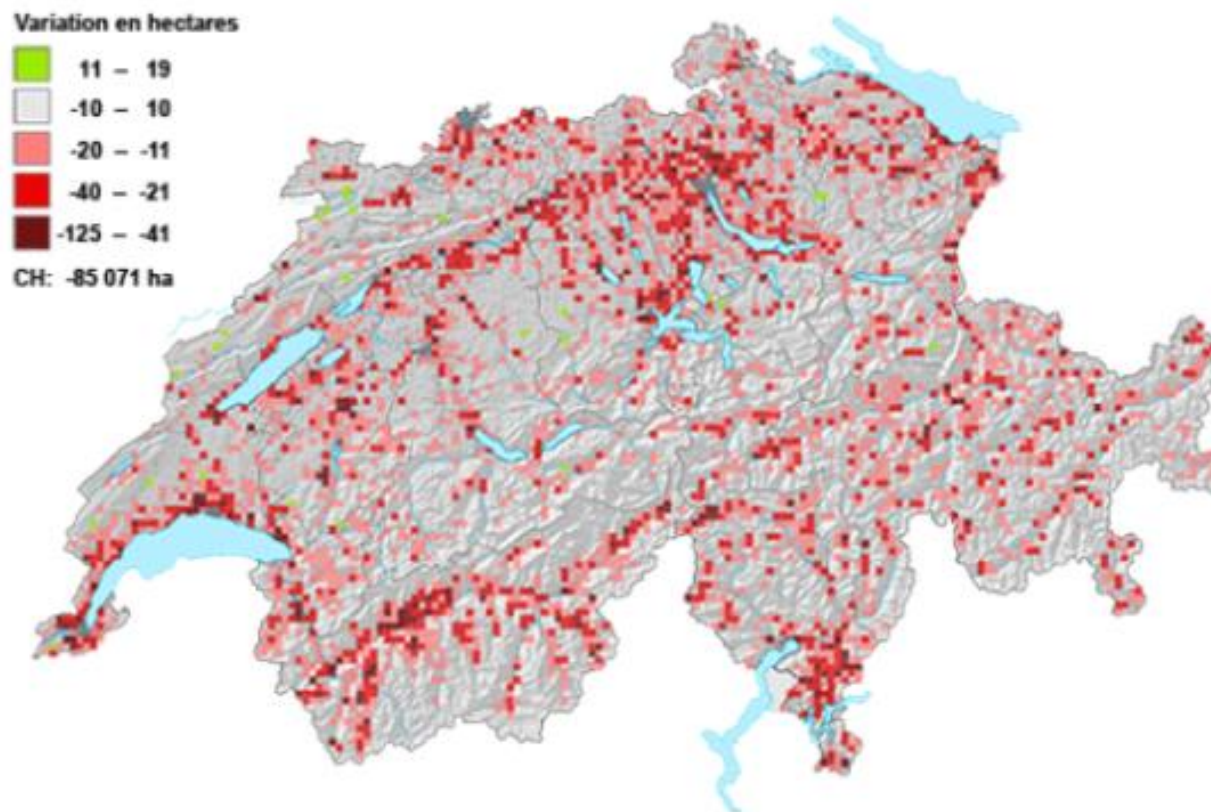 Variation en hectares
11 – 19
-10 – 10
-20 – -11
-40 – -21
-125 – -41
CH: -85 071 ha